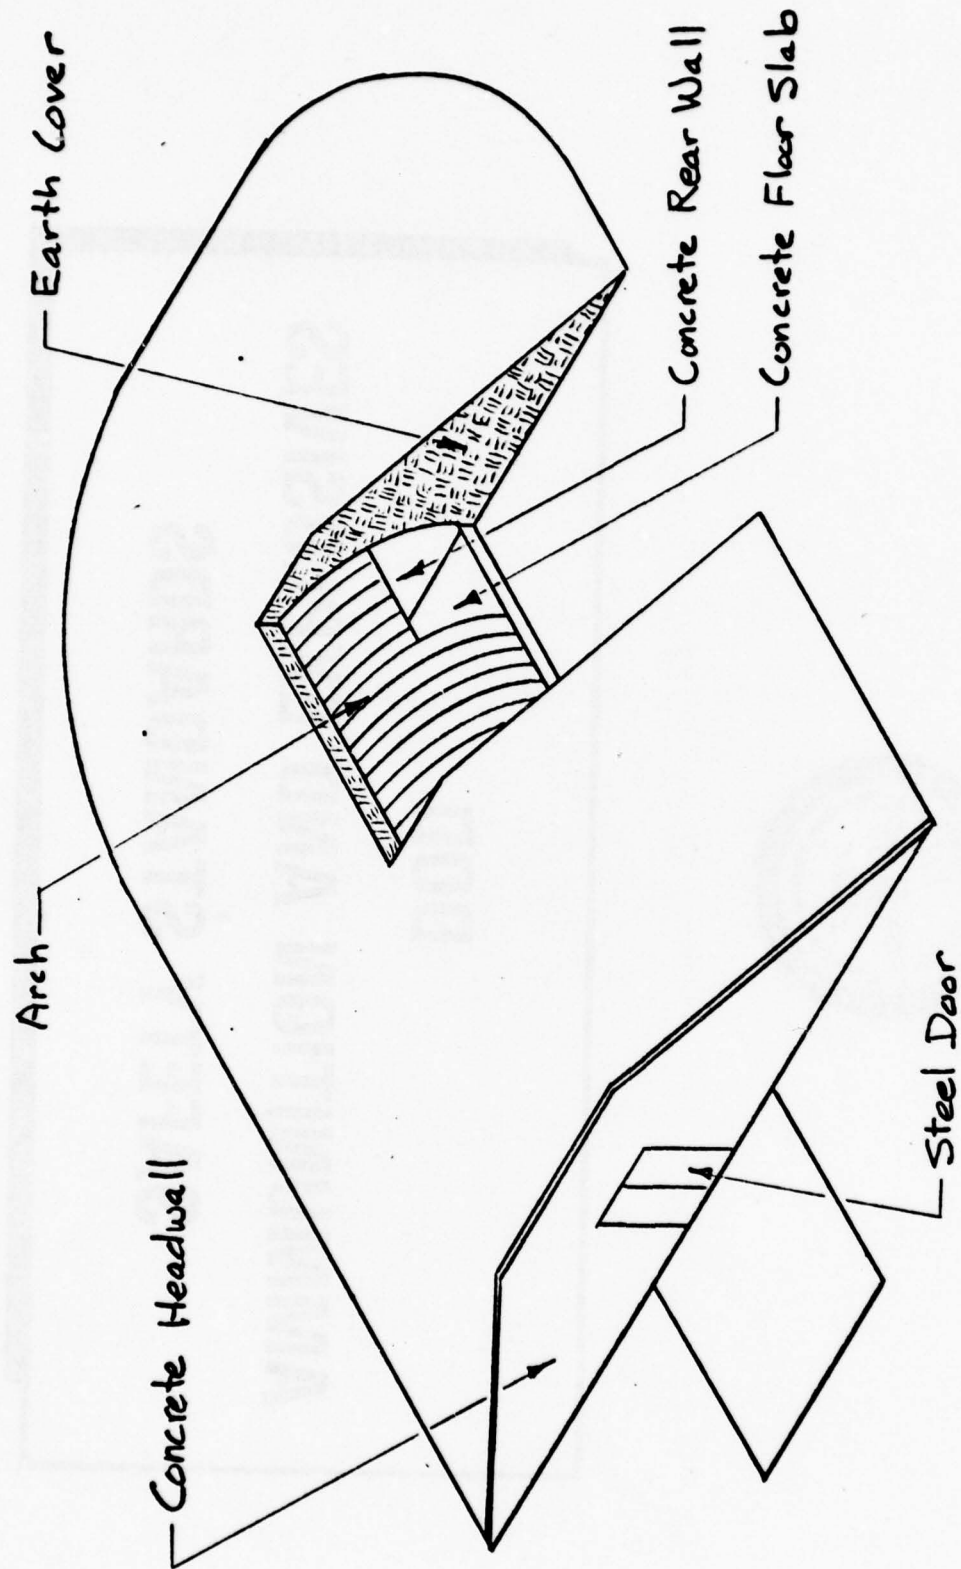 Earth Cover
Arch
Concrete Headwall
Concrete Rear Wall
Concrete Floor Slab
Steel Door